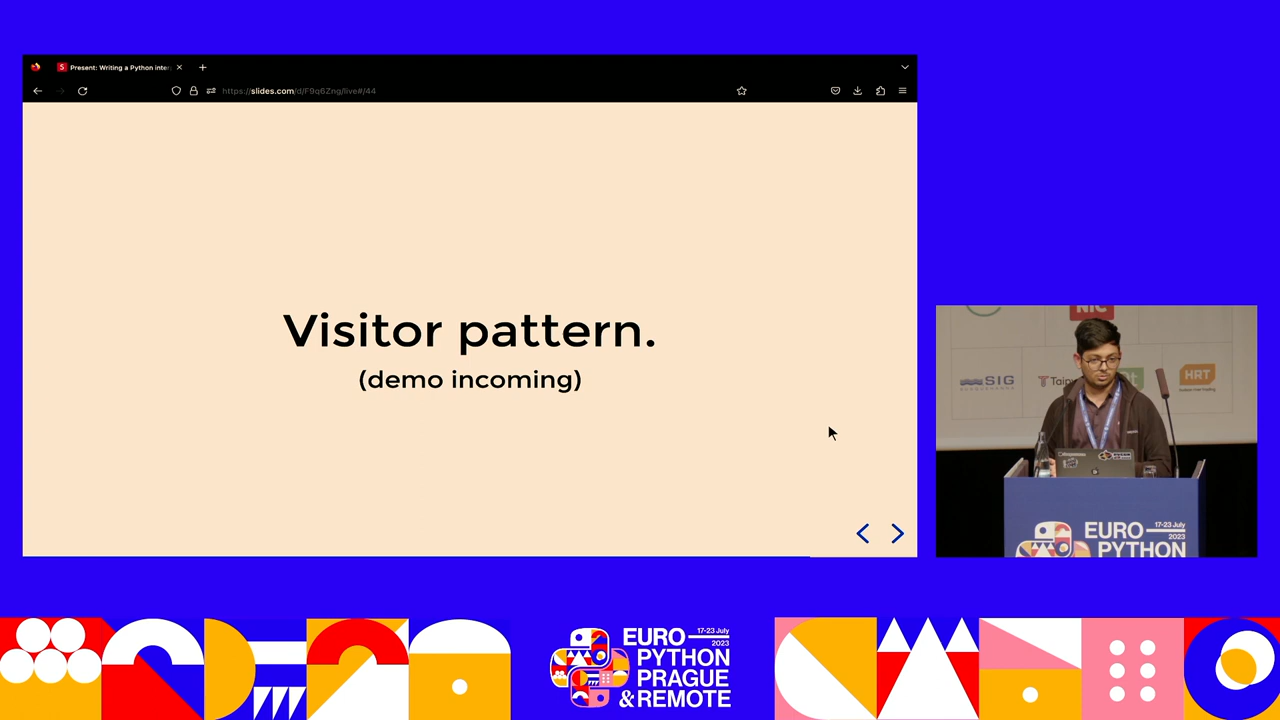 Present: Writing a Python inter
https://slides.com/d/F9q6Zng/live#/44
Visitor pattern.
(demo incoming)
NIC
SIG
HRT
EURO 17-23 July
2023
PYTHON
EURO 17-23 July
2023
PYTHON
PRAGUE
& REMOTE